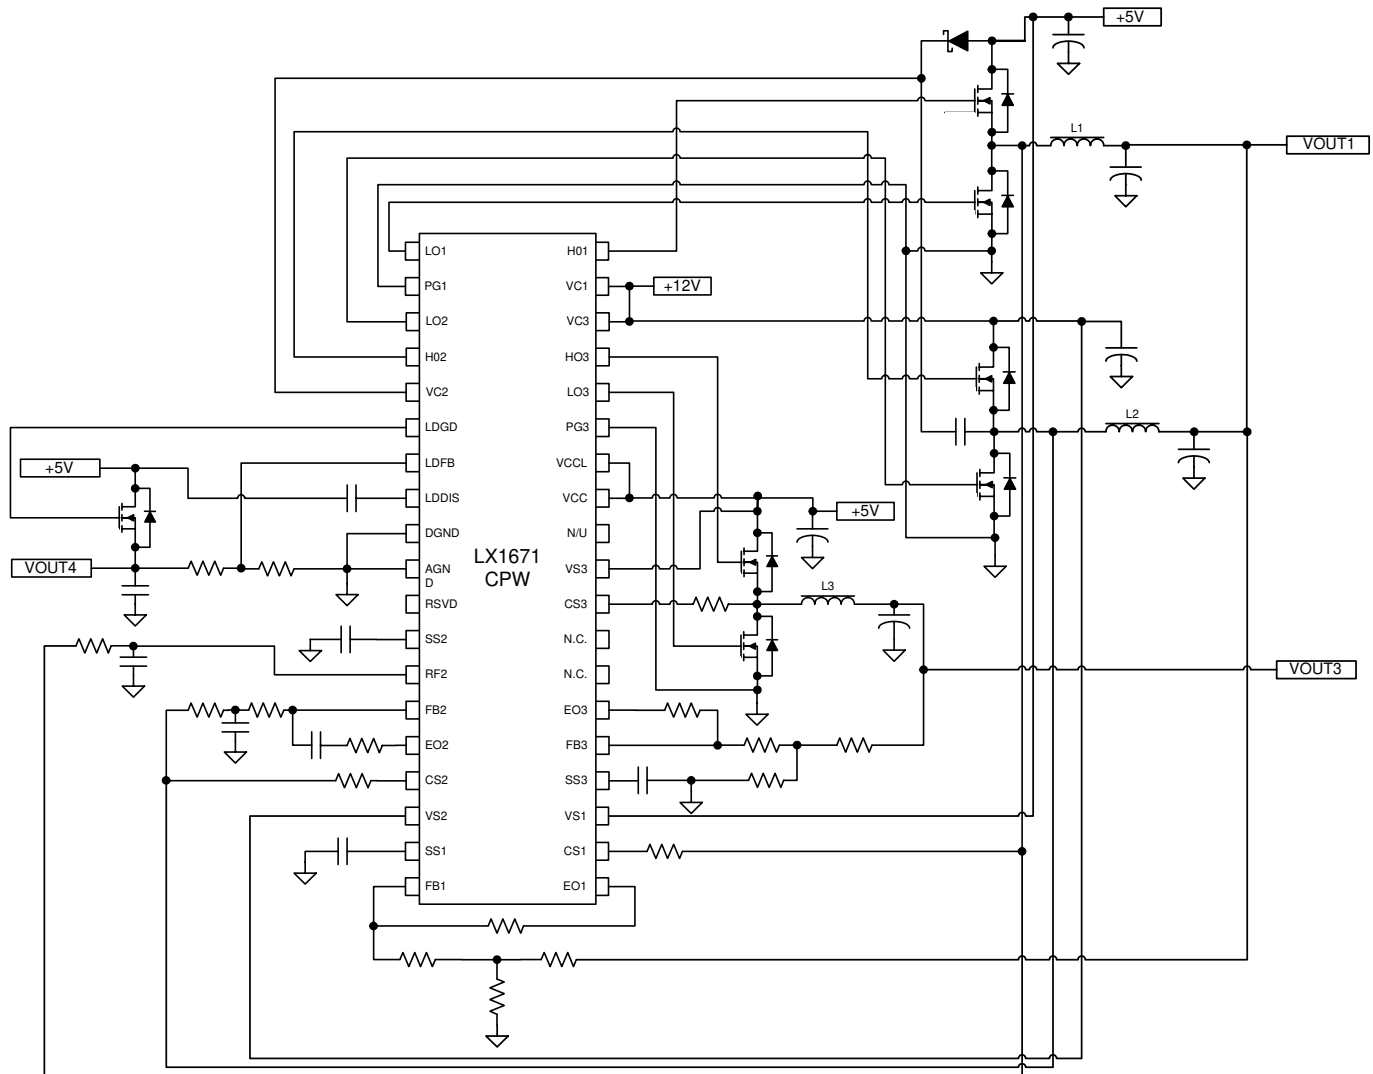 +5V
L1
VOUT1
LO1
H01
PG1
VC1
+12V
LO2
VC3
H02
HO3
VC2
LO3
L2
LDGD
PG3
+5V
LDFB
VCCL
LDDIS
VCC
+5V
DGND
N/U
LX1671
CPW
VOUT4
AGN
D
VS3
L3
RSVD
CS3
SS2
N.C.
RF2
N.C.
VOUT3
FB2
EO3
EO2
FB3
CS2
SS3
VS2
VS1
SS1
CS1
FB1
EO1